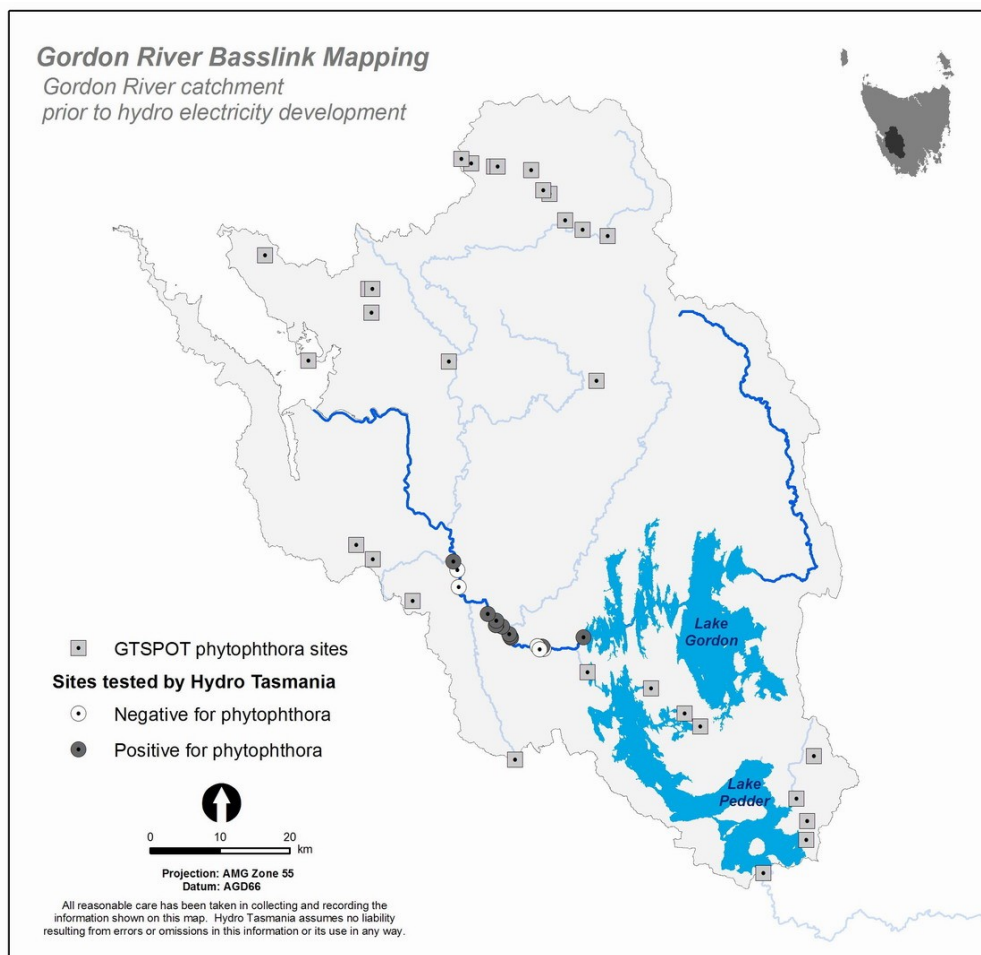 Gordon River Basslink Mapping
Gordon River catchment
prior to hydro electricity development
Lake
Gordon
Lake
Pedder
GTSPOT phytophthora sites
Sites tested by Hydro Tasmania
Negative for phytophthora
Positive for phytophthora
0 10 20
km
Projection: AMG Zone 55
Datum: AGD66
All reasonable care has been taken in collecting and recording the
information shown on this map. Hydro Tasmania assumes no liability
resulting from errors or omissions in this information or its use in any way.